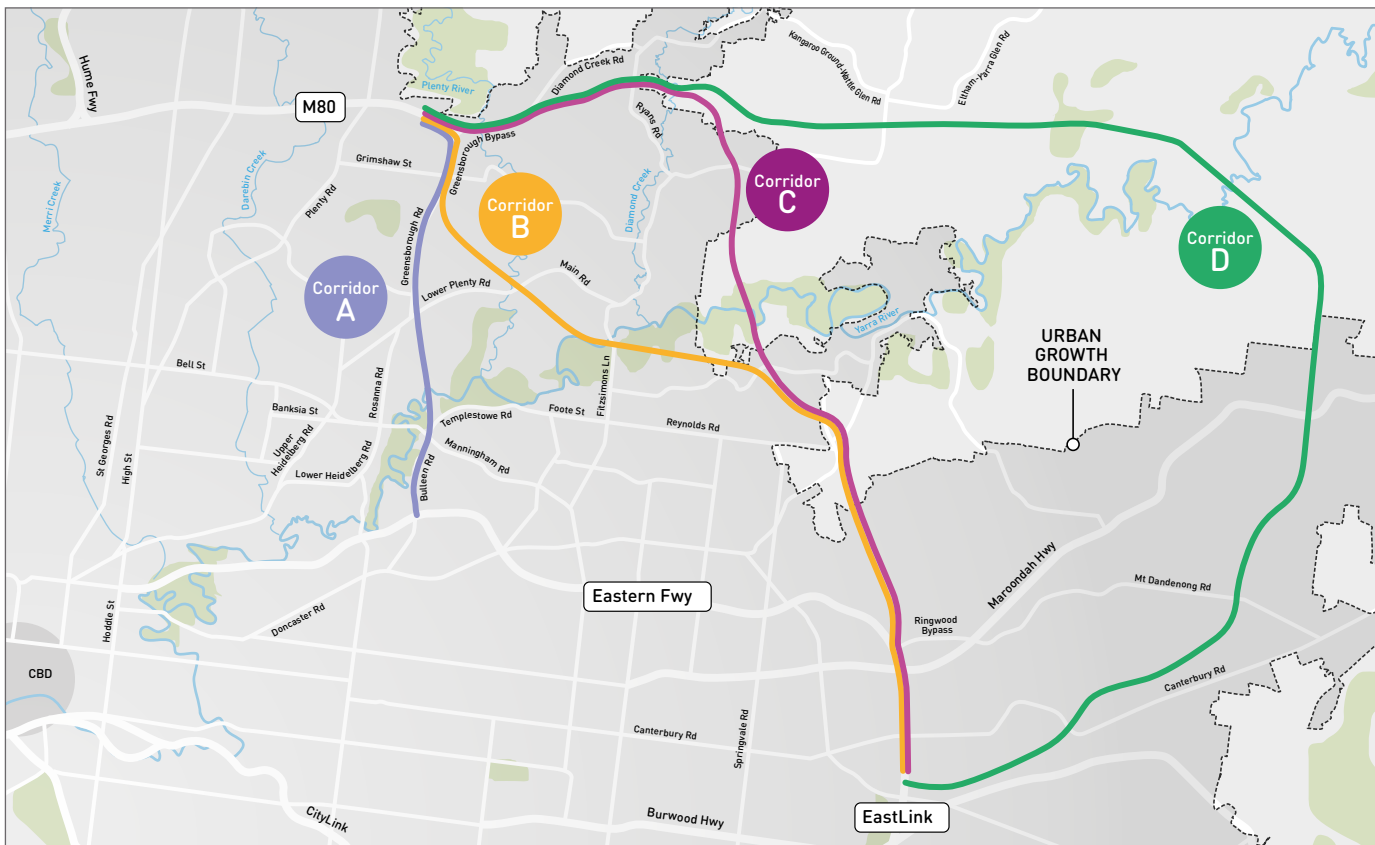 Hume Fwy
M80
Plenty River
Diamond Creek Rd
Kangaroo Ground-Wattle Glen Rd
Eltham-Yarra Glen Rd
Ryans Rd
Greensborough Bypass
Grimshaw St
Merri Creek
Darebin Creek
Plenty Rd
Corridor
B
Corridor
C
Diamond Creek
Greensborough Rd
Corridor
D
Main Rd
Lower Plenty Rd
Corridor
A
Yarra River
URBAN
GROWTH
BOUNDARY
Bell St
Rosanna Rd
Fitzsimons Ln
Banksia St
Templestowe Rd
Foote St
Reynolds Rd
St Georges Rd
High St
Upper
Heidelberg Rd
Manningham Rd
Lower Heidelberg Rd
Bulleen Rd
Maroondah Hwy
Eastern Fwy
Mt Dandenong Rd
Hoddle St
Doncaster Rd
Ringwood
Bypass
CBD
Canterbury Rd
Canterbury Rd
Springvale Rd
CityLink
Burwood Hwy
EastLink